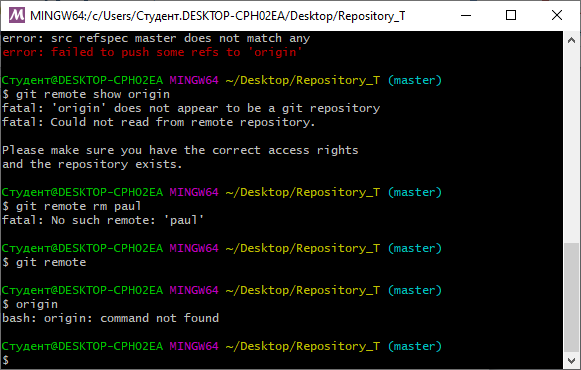 MINGW64:/c/Users/Студент.DESKTOP-CPH02EA/Desktop/Repository_T
error: src refspec master does not match any
error: failed to push some refs to 'origin'
Студент@DESKTOP-CPH02EA MINGW64 ~/Desktop/Repository_T (master)
$ git remote show origin
fatal: 'origin' does not appear to be a git repository
fatal: Could not read from remote repository.
Please make sure you have the correct access rights
and the repository exists.
Студент@DESKTOP-CPH02EA MINGW64 ~/Desktop/Repository_T (master)
$ git remote rm paul
fatal: No such remote: 'paul'
Студент@DESKTOP-CPH02EA MINGW64 ~/Desktop/Repository_T (master)
$ git remote
Студент@DESKTOP-CPH02EA MINGW64 ~/Desktop/Repository_T (master)
$ origin
bash: origin: command not found
Студент@DESKTOP-CPH02EA MINGW64 ~/Desktop/Repository_T (master)
$